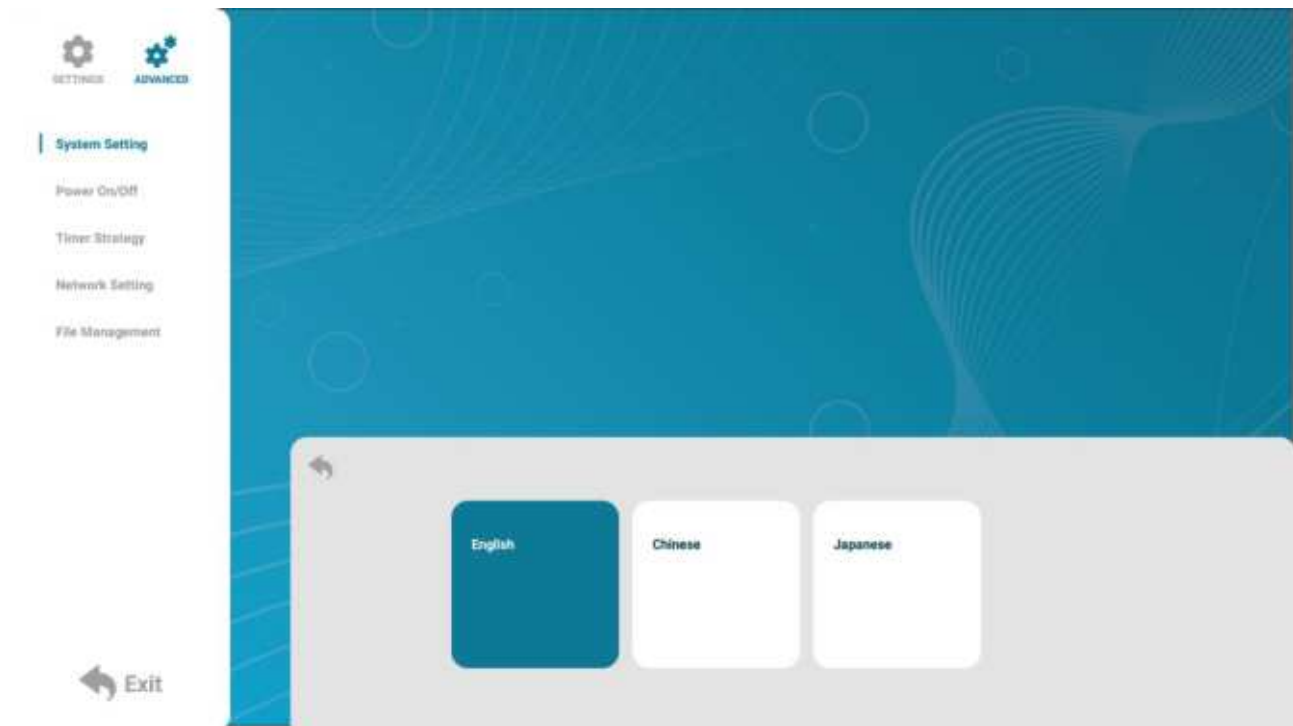 SETTINGS
ADVANCED
System Setting
Power On/Off
Timer Strategy
Network Setting
File Management
English
Chinese
Japanese
Exit